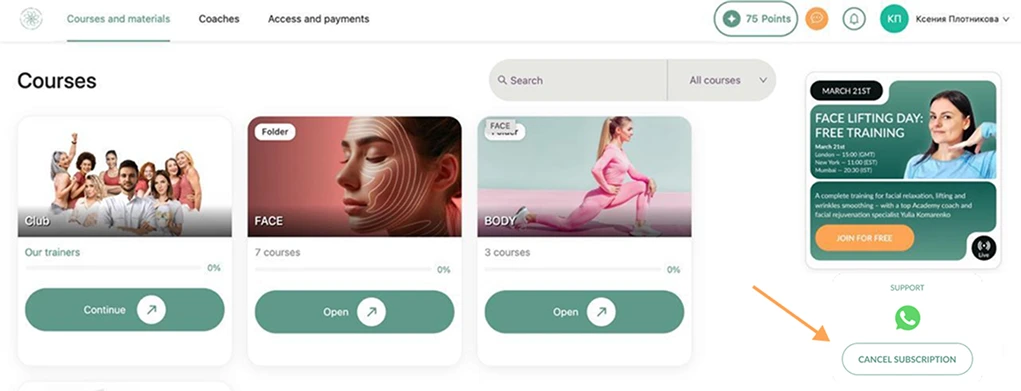 Courses and materials
Coaches
Access and payments
75 Points
КП
Ксения Плотникова
Courses
Search
All courses
Club
Our trainers
0%
Continue
Folder
FACE
7 courses
0%
Open
FACE
Folder
BODY
3 courses
0%
Open
MARCH 21ST
FACE LIFTING DAY:
FREE TRAINING
March 21st
London — 15:00 (GMT)
New York — 11:00 (EST)
Mumbai — 20:30 (IST)
A complete training for facial relaxation, lifting and
wrinkles smoothing – with a top Academy coach and
facial rejuvenation specialist Yulia Komarenko
JOIN FOR FREE
Live
SUPPORT
CANCEL SUBSCRIPTION